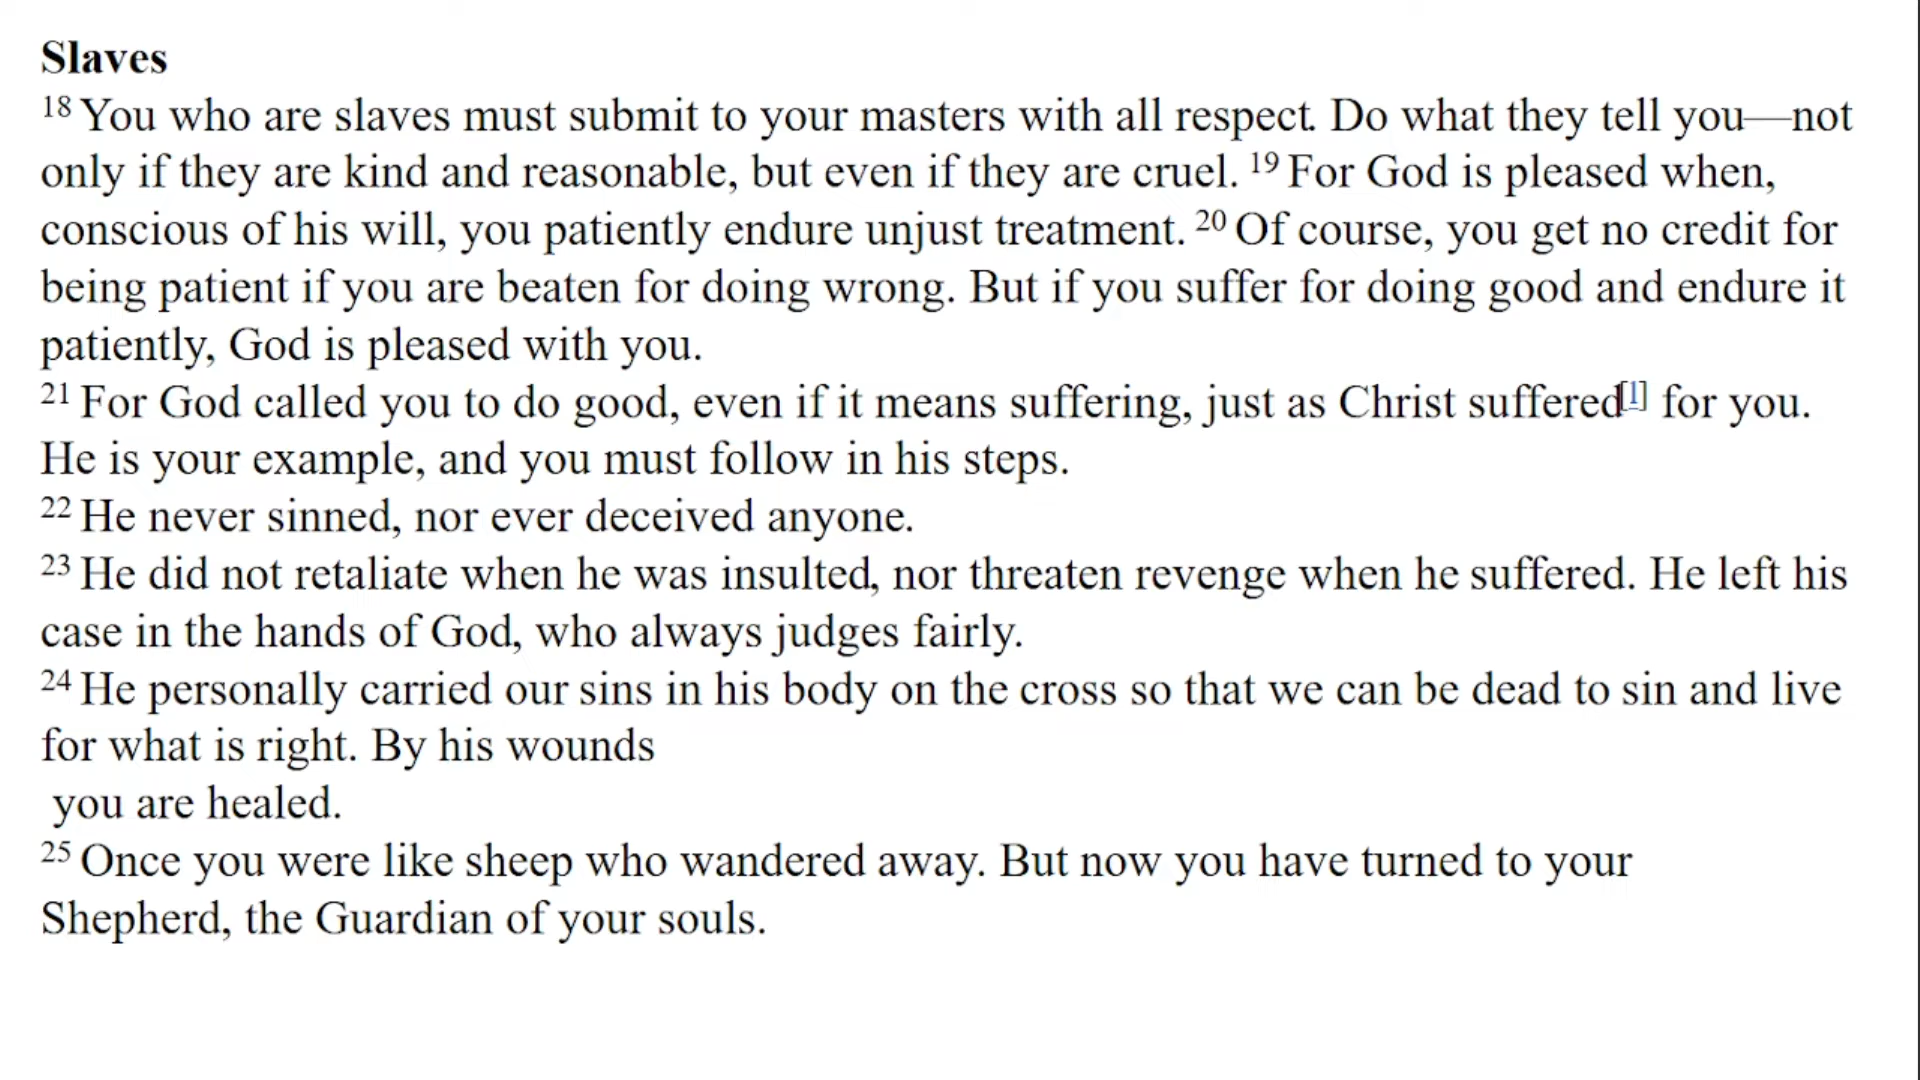 Slaves
18 You who are slaves must submit to your masters with all respect. Do what they tell you—not
only if they are kind and reasonable, but even if they are cruel. 19 For God is pleased when,
conscious of his will, you patiently endure unjust treatment. 20 Of course, you get no credit for
being patient if you are beaten for doing wrong. But if you suffer for doing good and endure it
patiently, God is pleased with you.
21 For God called you to do good, even if it means suffering, just as Christ suffered[1] for you.
He is your example, and you must follow in his steps.
22 He never sinned, nor ever deceived anyone.
23 He did not retaliate when he was insulted, nor threaten revenge when he suffered. He left his
case in the hands of God, who always judges fairly.
24 He personally carried our sins in his body on the cross so that we can be dead to sin and live
for what is right. By his wounds
you are healed.
25 Once you were like sheep who wandered away. But now you have turned to your
Shepherd, the Guardian of your souls.